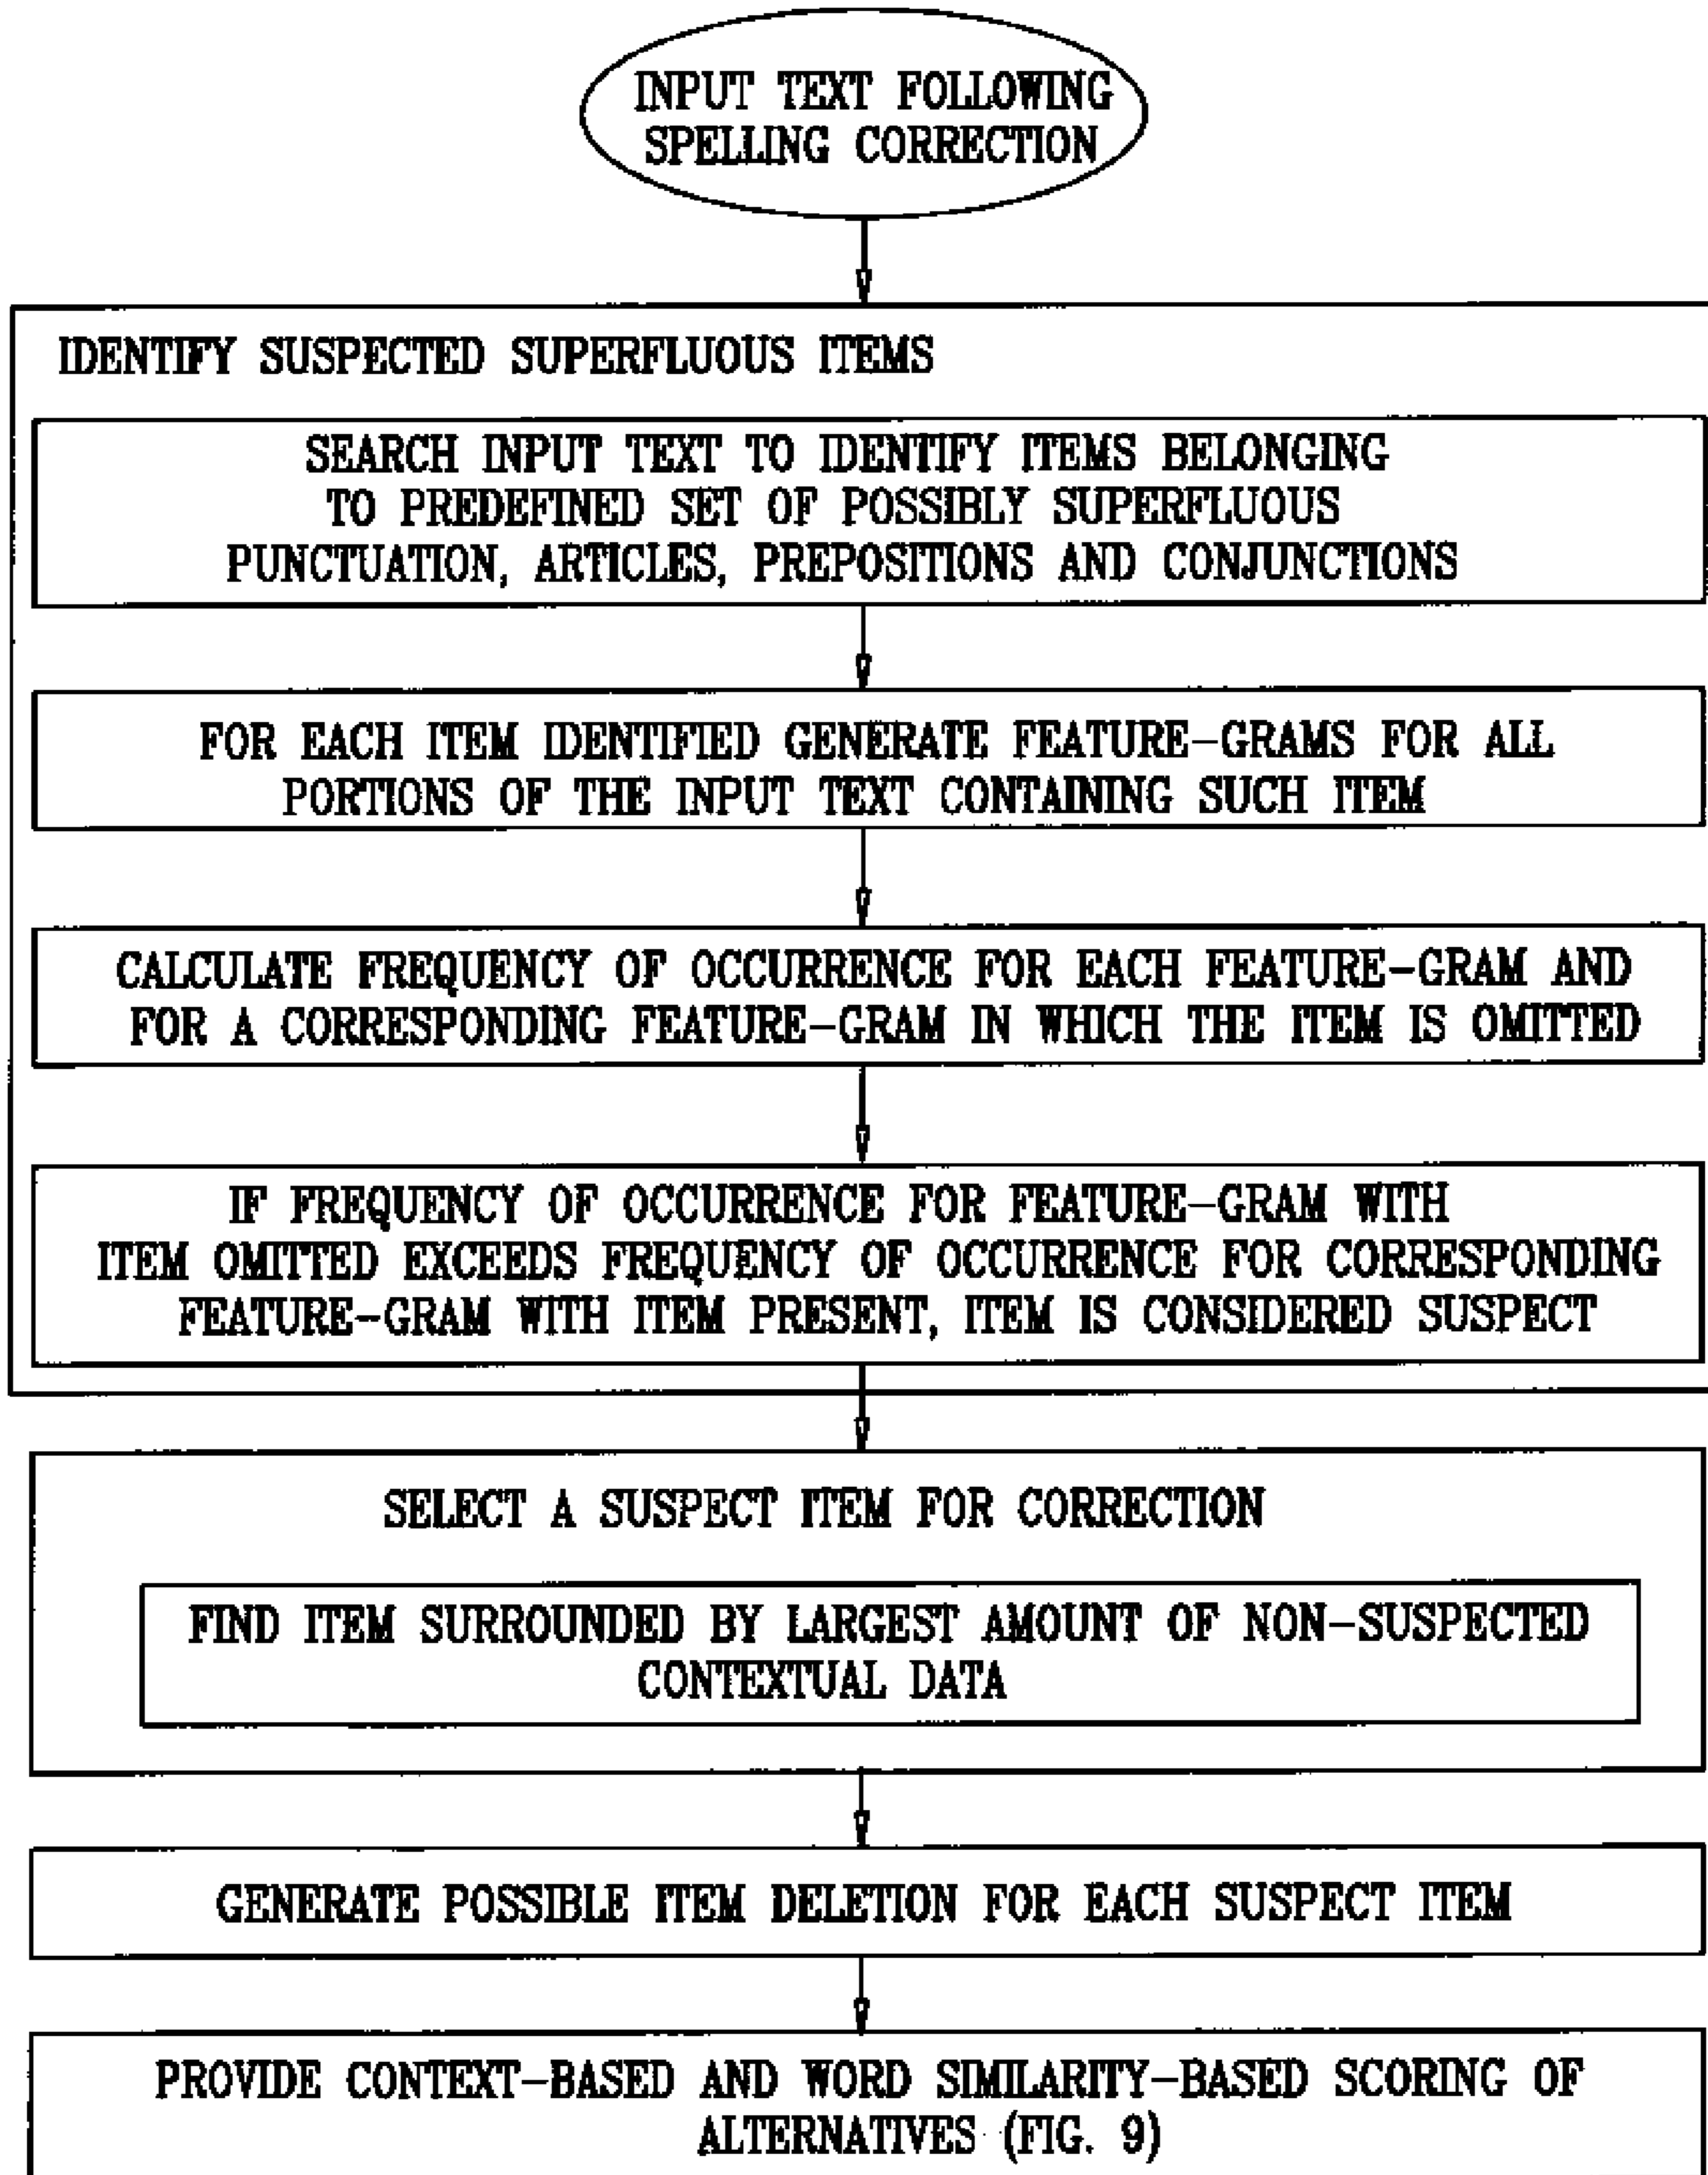 INPUT TEXT FOLLOWING
SPELLING CORRECTION
IDENTIFY SUSPECTED SUPERFLUOUS ITEMS
SEARCH INPUT TEXT TO IDENTIFY ITEMS BELONGING
TO PREDEFINED SET OF POSSIBLY SUPERFLUOUS
PUNCTUATION, ARTICLES, PREPOSITIONS AND CONJUNCTIONS
FOR EACH ITEM IDENTIFIED GENERATE FEATURE-GRAMS FOR ALL
PORTIONS OF THE INPUT TEXT CONTAINING SUCH ITEM
CALCULATE FREQUENCY OF OCCURRENCE FOR EACH FEATURE-GRAM AND
FOR A CORRESPONDING FEATURE-GRAM IN WHICH THE ITEM IS OMITTED
IF FREQUENCY OF OCCURRENCE FOR FEATURE-GRAM WITH
ITEM OMITTED EXCEEDS FREQUENCY OF OCCURRENCE FOR CORRESPONDING
FEATURE-GRAM WITH ITEM PRESENT, ITEM IS CONSIDERED SUSPECT
SELECT A SUSPECT ITEM FOR CORRECTION
FIND ITEM SURROUNDED BY LARGEST AMOUNT OF NON-SUSPECTED
CONTEXTUAL DATA
GENERATE POSSIBLE ITEM DELETION FOR EACH SUSPECT ITEM
PROVIDE CONTEXT-BASED AND WORD SIMILARITY-BASED SCORING OF
ALTERNATIVES (FIG. 9)